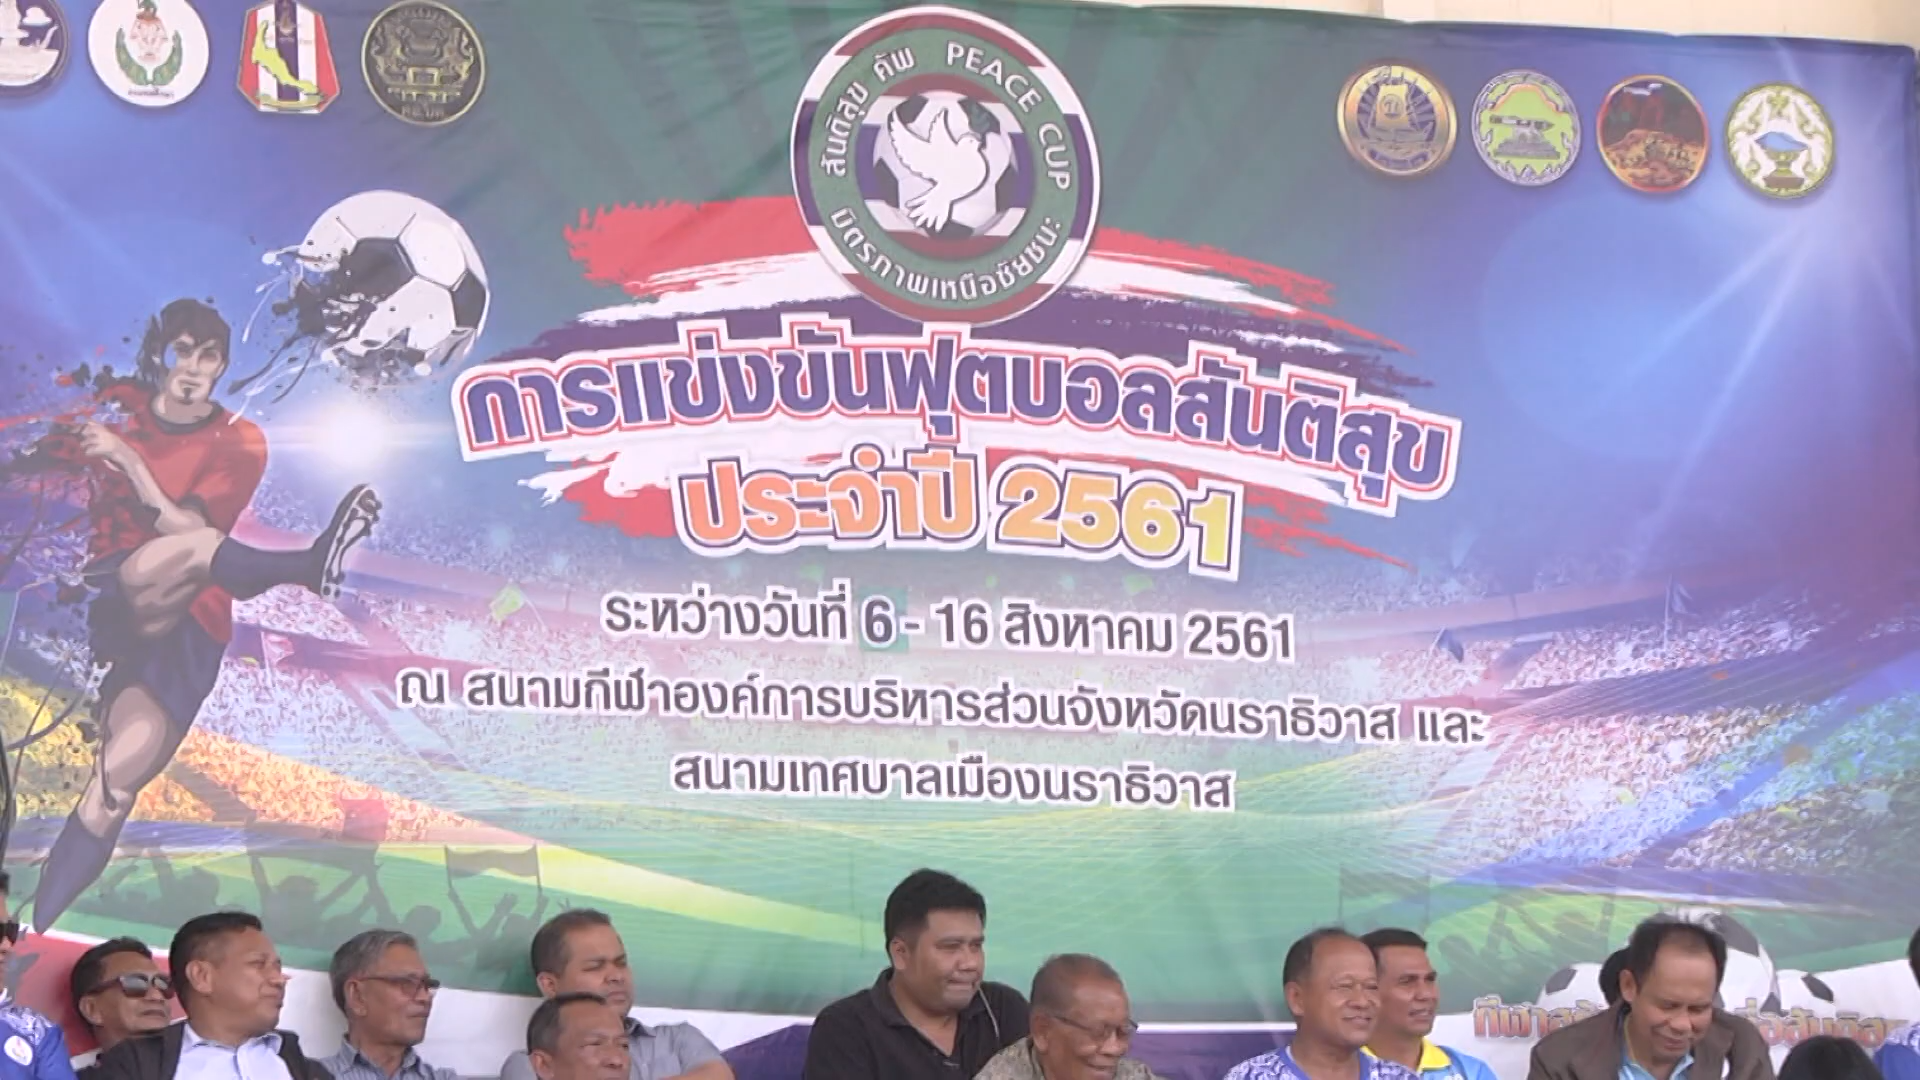 สันติสุข คัพ PEACE CUP
มิตรภาพเหนือชัยชนะ
การแข่งขันฟุตบอลสันติสุข
ประจำปี 2561
ระหว่างวันที่ 6 - 16 สิงหาคม 2561
ณ สนามกีฬาองค์การบริหารส่วนจังหวัดนราธิวาส และ
สนามเทศบาลเมืองนราธิวาส